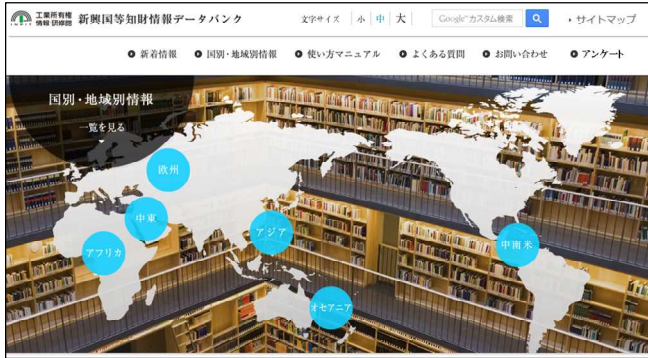 工業所有権
情報・研修館
INPIT
新興国等知財情報データバンク
文字サイズ 小 中 大
Google™ カスタム検索
サイトマップ
新着情報 国別・地域別情報 使い方マニュアル よくある質問 お問い合わせ アンケート
国別・地域別情報
一覧を見る
欧州
中東
アフリカ
アジア
中南米
オセアニア